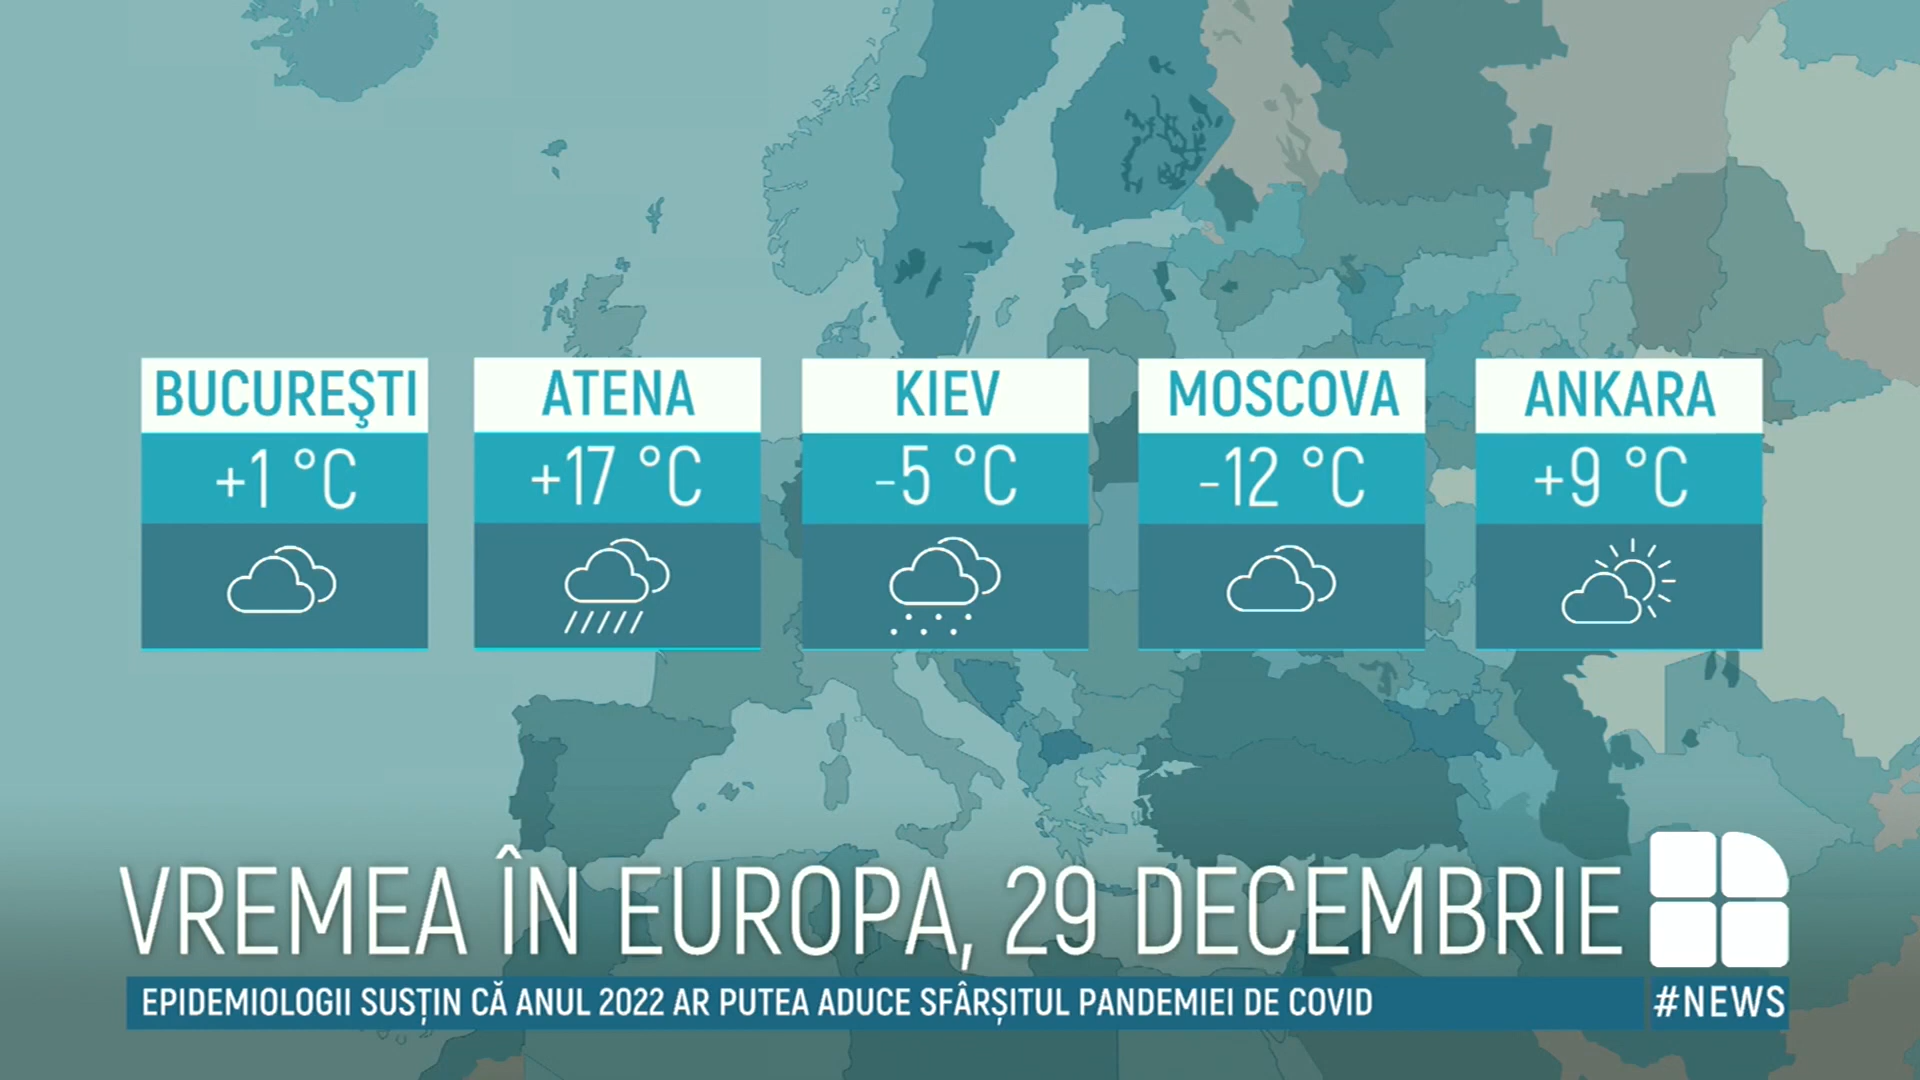 BUCUREŞTI
+1 °C
ATENA
+17 °C
KIEV
-5 °C
MOSCOVA
-12 °C
ANKARA
+9 °C
VREMEA ÎN EUROPA, 29 DECEMBRIE
EPIDEMIOLOGII SUSȚIN CĂ ANUL 2022 AR PUTEA ADUCE SFÂRȘITUL PANDEMIEI DE COVID
#NEWS